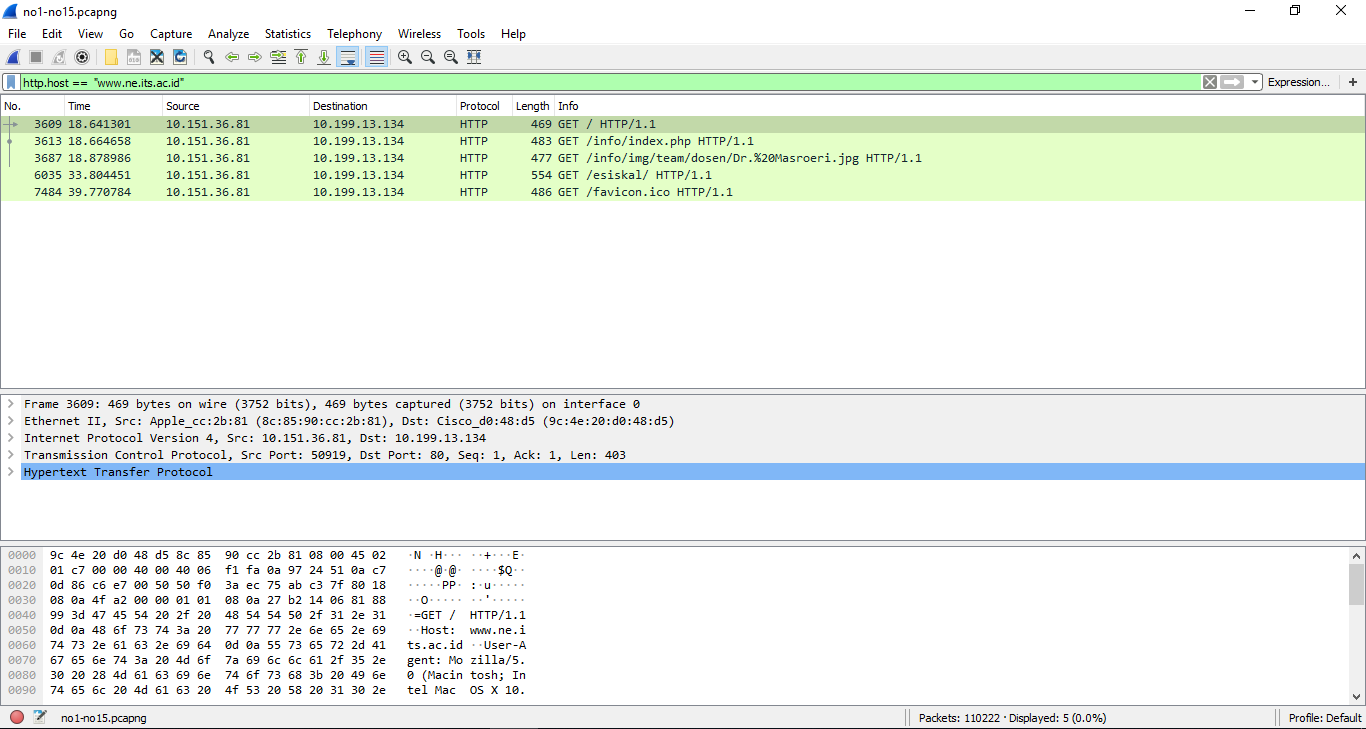 no1-no15.pcapng
File Edit View Go Capture Analyze Statistics Telephony Wireless Tools Help
http.host == "www.ne.its.ac.id" Expression... +
No. Time Source Destination Protocol Length Info
3609 18.641301 10.151.36.81 10.199.13.134 HTTP 469 GET / HTTP/1.1
3613 18.664658 10.151.36.81 10.199.13.134 HTTP 483 GET /info/index.php HTTP/1.1
3687 18.878986 10.151.36.81 10.199.13.134 HTTP 477 GET /info/img/team/dosen/Dr.%20Masroeri.jpg HTTP/1.1
6035 33.804451 10.151.36.81 10.199.13.134 HTTP 554 GET /esiskal/ HTTP/1.1
7484 39.770784 10.151.36.81 10.199.13.134 HTTP 486 GET /favicon.ico HTTP/1.1
Frame 3609: 469 bytes on wire (3752 bits), 469 bytes captured (3752 bits) on interface 0
Ethernet II, Src: Apple_cc:2b:81 (8c:85:90:cc:2b:81), Dst: Cisco_d0:48:d5 (9c:4e:20:d0:48:d5)
Internet Protocol Version 4, Src: 10.151.36.81, Dst: 10.199.13.134
Transmission Control Protocol, Src Port: 50919, Dst Port: 80, Seq: 1, Ack: 1, Len: 403
Hypertext Transfer Protocol
0000 9c 4e 20 d0 48 d5 8c 85 90 cc 2b 81 08 00 45 02 ·N ·H··· ··+···E·
0010 01 c7 00 00 40 00 40 06 f1 fa 0a 97 24 51 0a c7 ····@·@· ····$Q··
0020 0d 86 c6 e7 00 50 50 f0 3a ec 75 ab c3 7f 80 18 ·····PP· :·u·····
0030 08 0a 4f a2 00 00 01 01 08 0a 27 b2 14 06 81 88 ··O····· ··'·····
0040 99 3d 47 45 54 20 2f 20 48 54 54 50 2f 31 2e 31 ·=GET / HTTP/1.1
0050 0d 0a 48 6f 73 74 3a 20 77 77 77 2e 6e 65 2e 69 ··Host: www.ne.i
0060 74 73 2e 61 63 2e 69 64 0d 0a 55 73 65 72 2d 41 ts.ac.id ··User-A
0070 67 65 6e 74 3a 20 4d 6f 7a 69 6c 6c 61 2f 35 2e gent: Mo zilla/5.
0080 30 20 28 4d 61 63 69 6e 74 6f 73 68 3b 20 49 6e 0 (Macin tosh; In
0090 74 65 6c 20 4d 61 63 20 4f 53 20 58 20 31 30 2e tel Mac OS X 10.
no1-no15.pcapng Packets: 110222 · Displayed: 5 (0.0%) Profile: Default